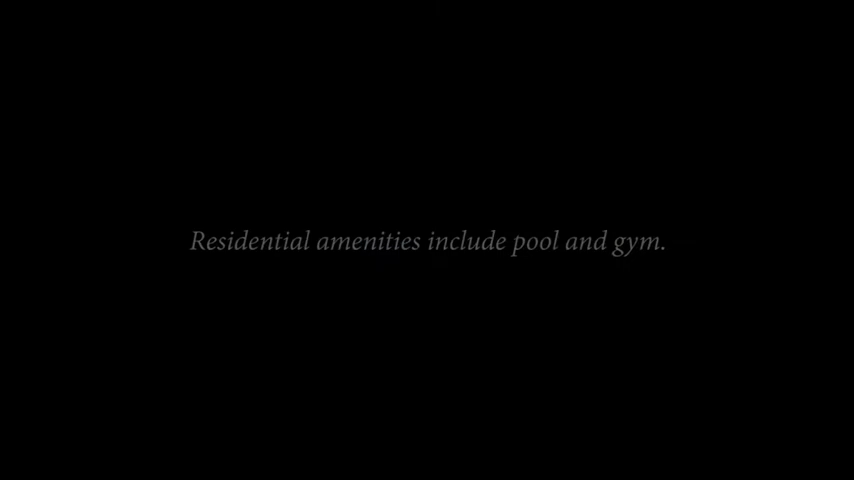 Residential amenities include pool and gym.